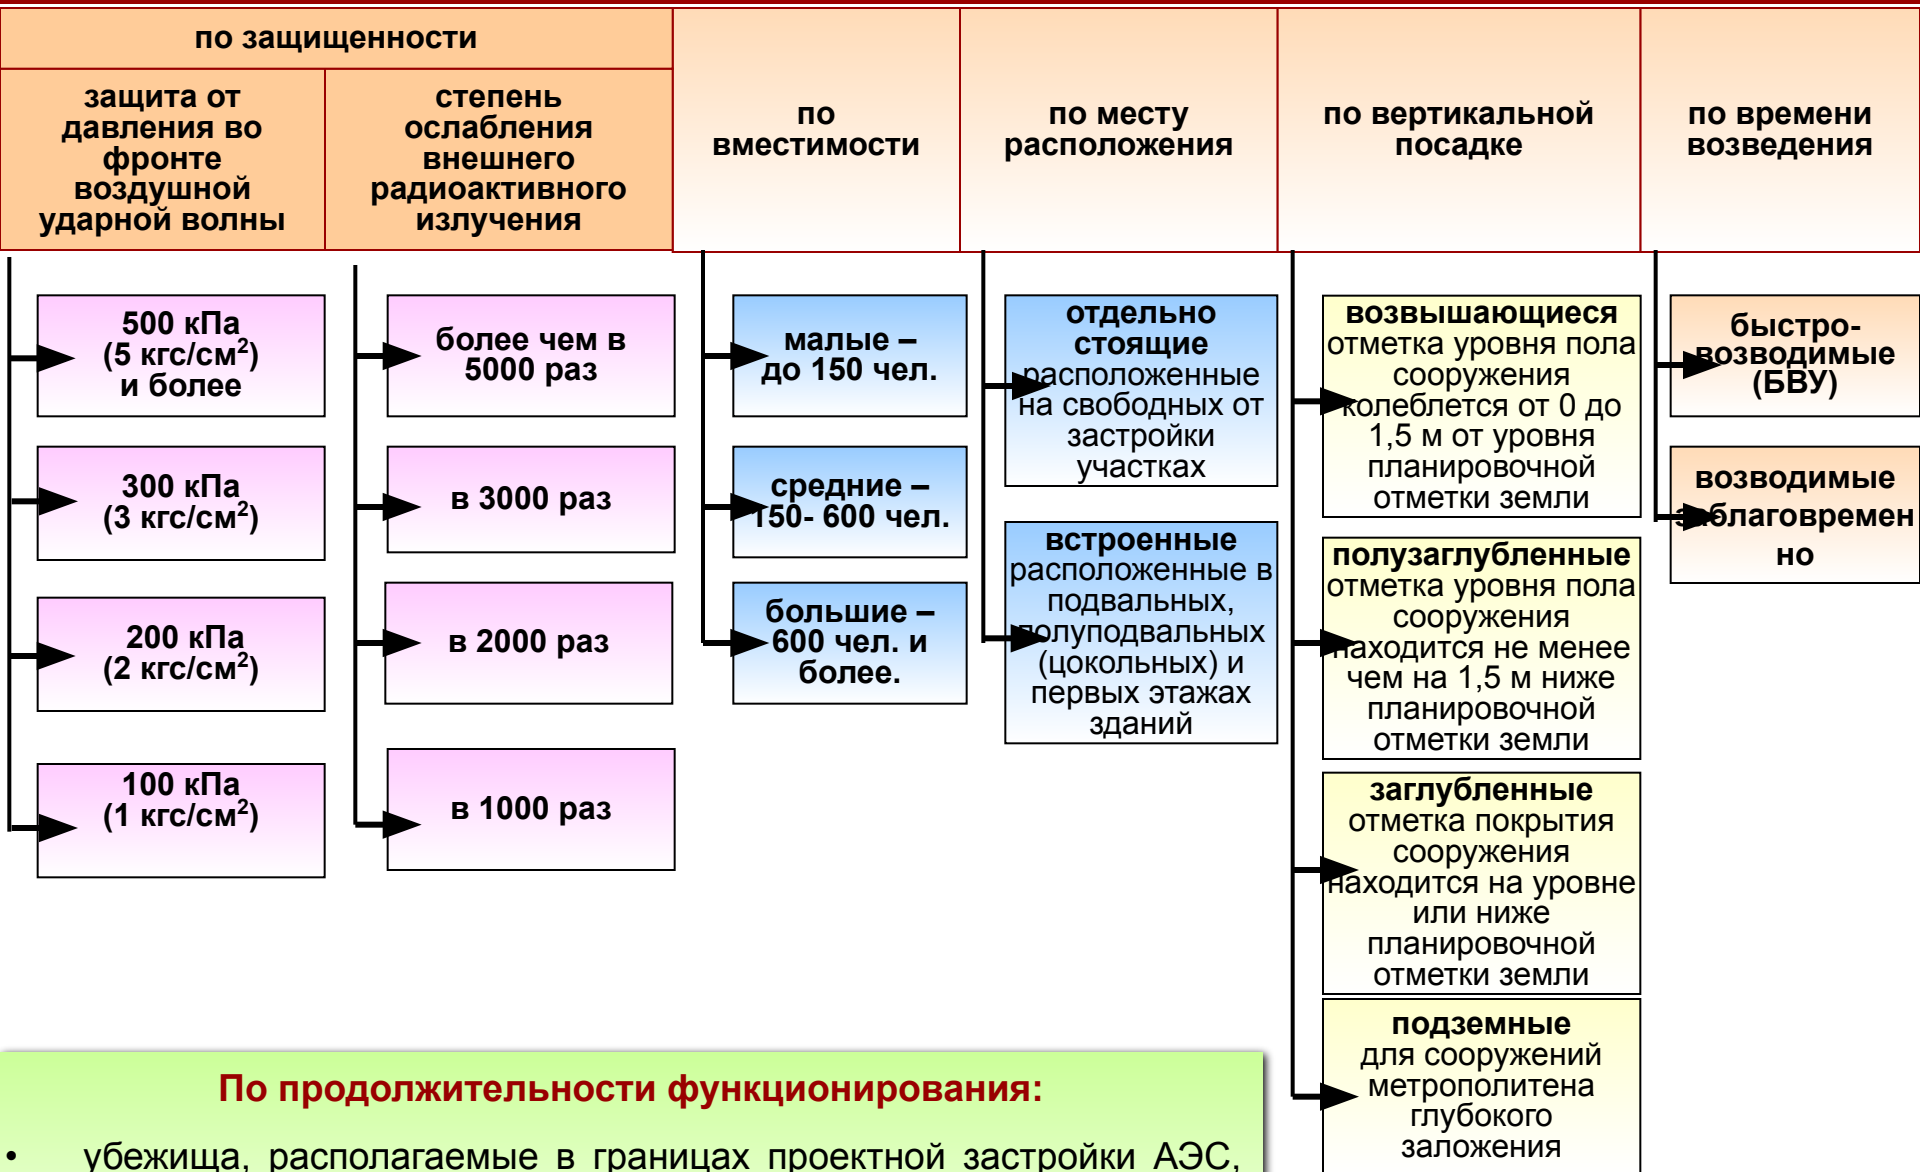 по защищенности
защита от
давления во
фронте
воздушной
ударной волны
степень
ослабления
внешнего
радиоактивного
излучения
по
вместимости
по месту
расположения
по вертикальной
посадке
по времени
возведения
500 кПа
(5 кгс/см²)
и более
300 кПа
(3 кгс/см²)
200 кПа
(2 кгс/см²)
100 кПа
(1 кгс/см²)
более чем в
5000 раз
в 3000 раз
в 2000 раз
в 1000 раз
малые –
до 150 чел.
средние –
150- 600 чел.
большие –
600 чел. и
более.
отдельно
стоящие
расположенные
на свободных от
застройки
участках
встроенные
расположенные в
подвальных,
полуподвальных
(цокольных) и
первых этажах
зданий
возвышающиеся
отметка уровня пола
сооружения
колеблется от 0 до
1,5 м от уровня
планировочной
отметки земли
полузаглубленные
отметка уровня пола
сооружения
находится не менее
чем на 1,5 м ниже
планировочной
отметки земли
заглубленные
отметка покрытия
сооружения
находится на уровне
или ниже
планировочной
отметки земли
подземные
для сооружений
метрополитена
глубокого
заложения
быстро-
возводимые
(БВУ)
возводимые
заблаговремен
но
По продолжительности функционирования:
• убежища, располагаемые в границах проектной застройки АЭС,